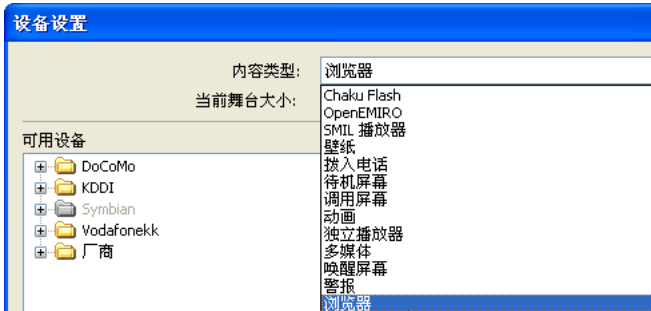 设备设置
内容类型: 浏览器
当前舞台大小:
Chaku Flash
OpenEMIRO
SMIL 播放器
壁纸
拨入电话
待机屏幕
调用屏幕
动画
独立播放器
多媒体
唤醒屏幕
警报
浏览器
可用设备
DoCoMo
KDDI
Symbian
Vodafonekk
厂商